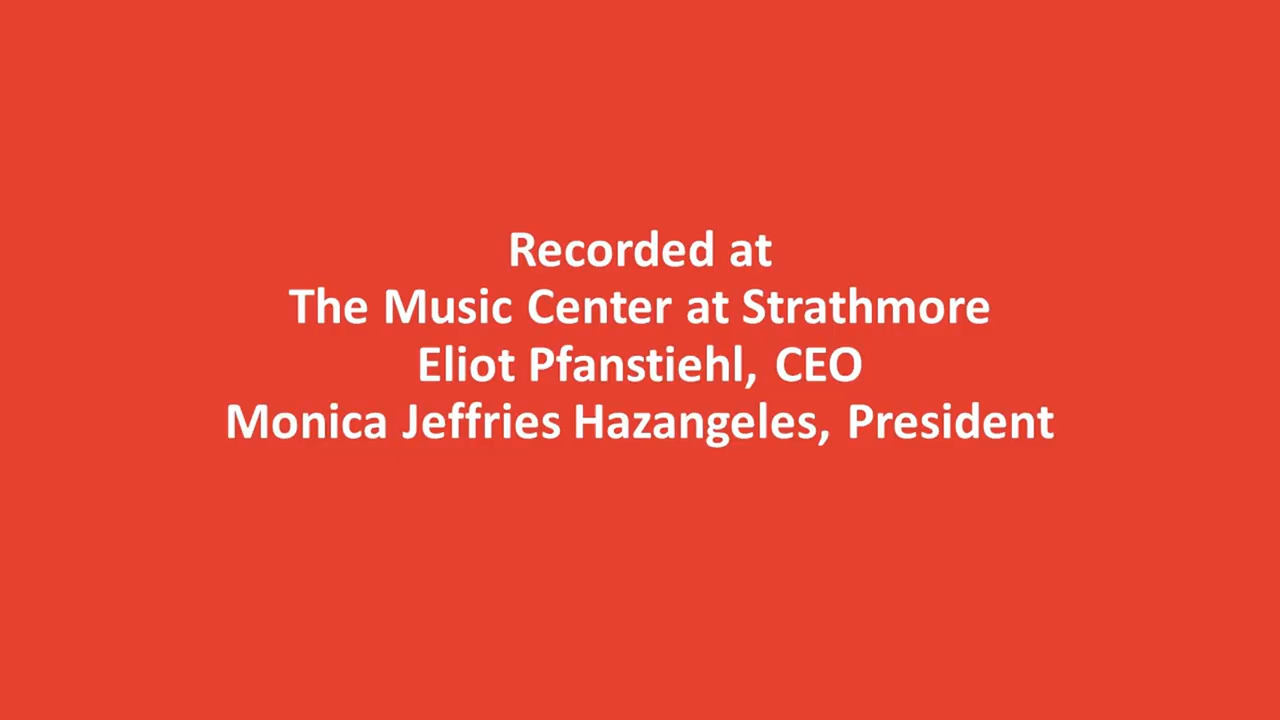 Recorded at
The Music Center at Strathmore
Eliot Pfanstiehl, CEO
Monica Jeffries Hazangeles, President